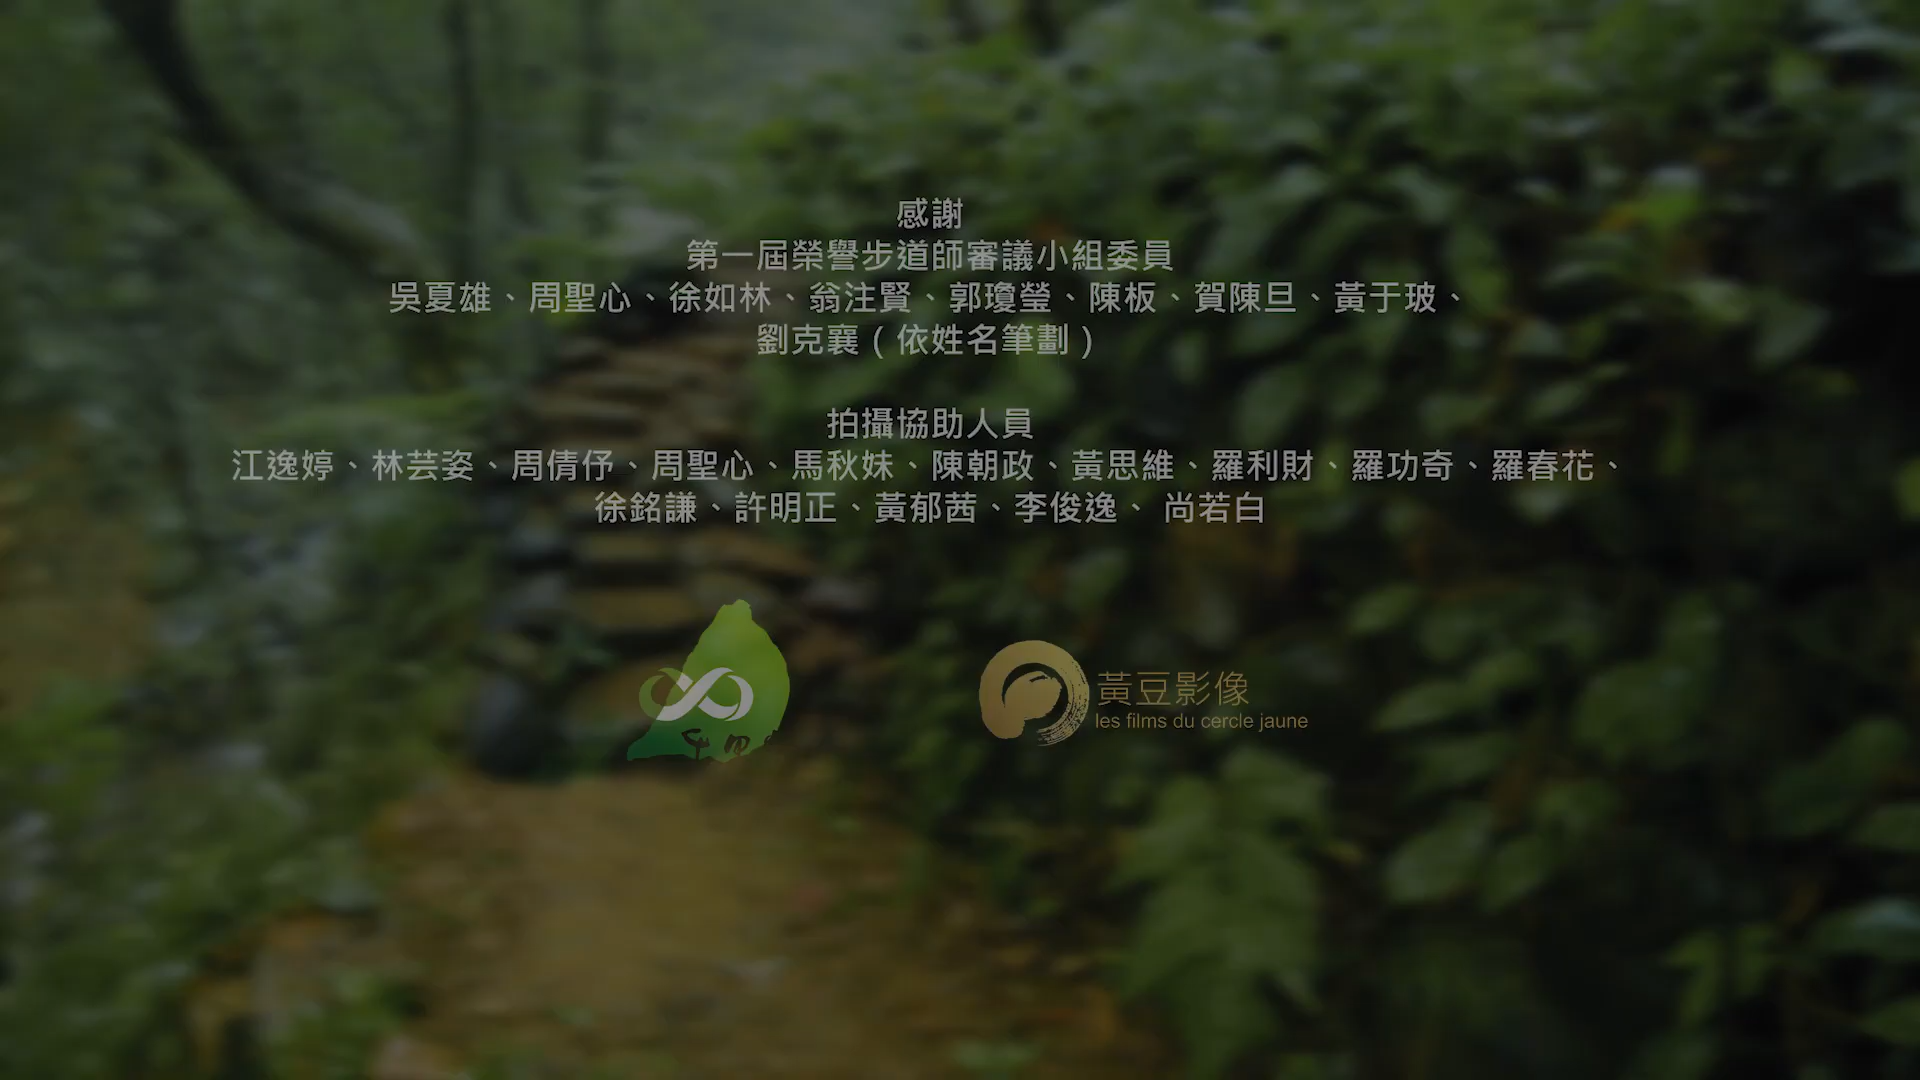 感謝
第一屆榮譽步道師審議小組委員
吳夏雄、周聖心、徐如林、翁注賢、郭瓊瑩、陳板、賀陳旦、黃于玻、
劉克襄（依姓名筆劃）
拍攝協助人員
江逸婷、林芸姿、周倩伃、周聖心、馬秋妹、陳朝政、黃思維、羅利財、羅功奇、羅春花、
徐銘謙、許明正、黃郁茜、李俊逸、 尚若白
黃豆影像
les films du cercle jaune